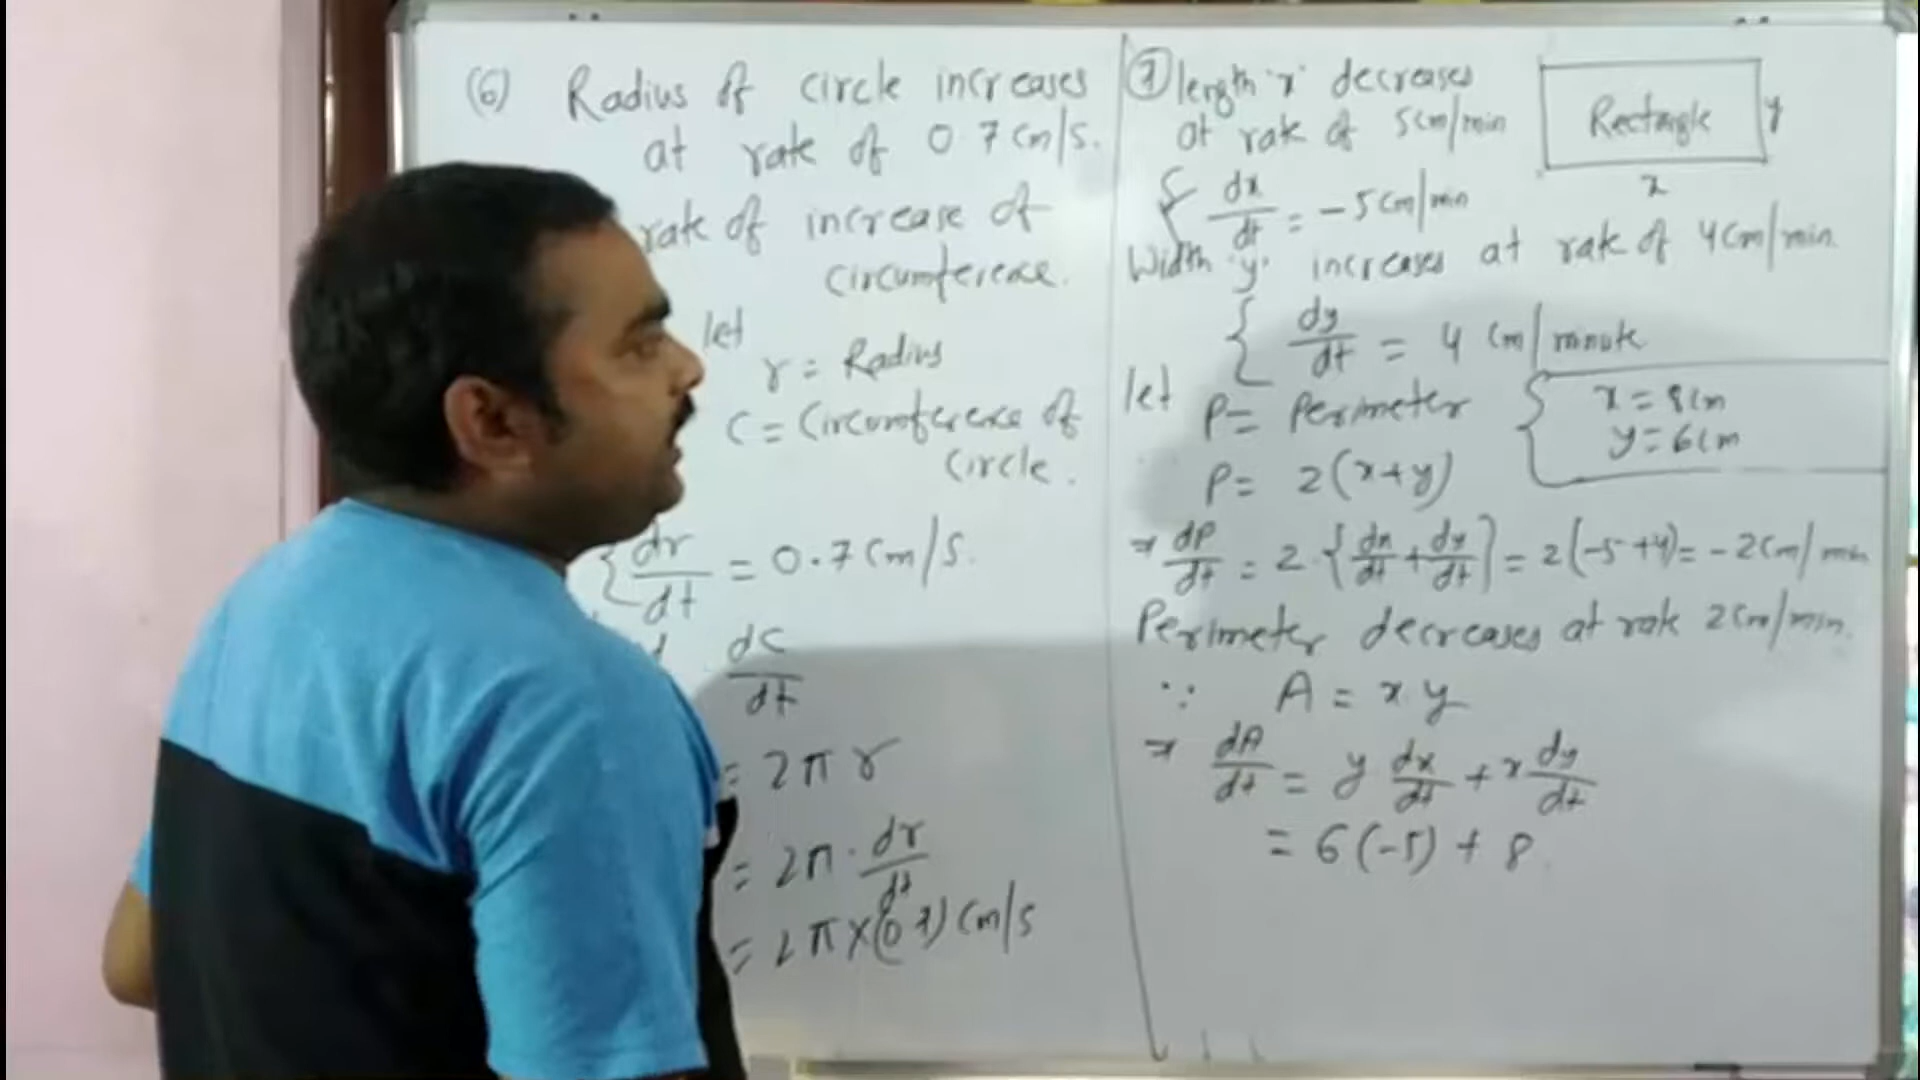 (6) Radius of circle increases
at rate of 0.7 cm/s.
rate of increase of
circumference.
let
r = Radius
C = Circumference of
circle.
{ dr/dt = 0.7 cm/s.
dc/dt
= 2π r
= 2π . dr/dt
= 2π x (0.7) cm/s
(7) length 'x' decreases
at rate of 5cm/min
Rectangle
y
x
{ dx/dt = -5 cm/min
Width 'y' increases at rate of 4cm/min.
{ dy/dt = 4 cm/minute
let P = Perimeter
{ x = 8cm
y = 6cm
P = 2(x+y)
⇒ dP/dt = 2.{dx/dt + dy/dt} = 2(-5+4) = -2cm/min
Perimeter decreases at rate 2cm/min.
∵ A = x y
⇒ dA/dt = y dx/dt + x dy/dt
= 6(-5) + 8